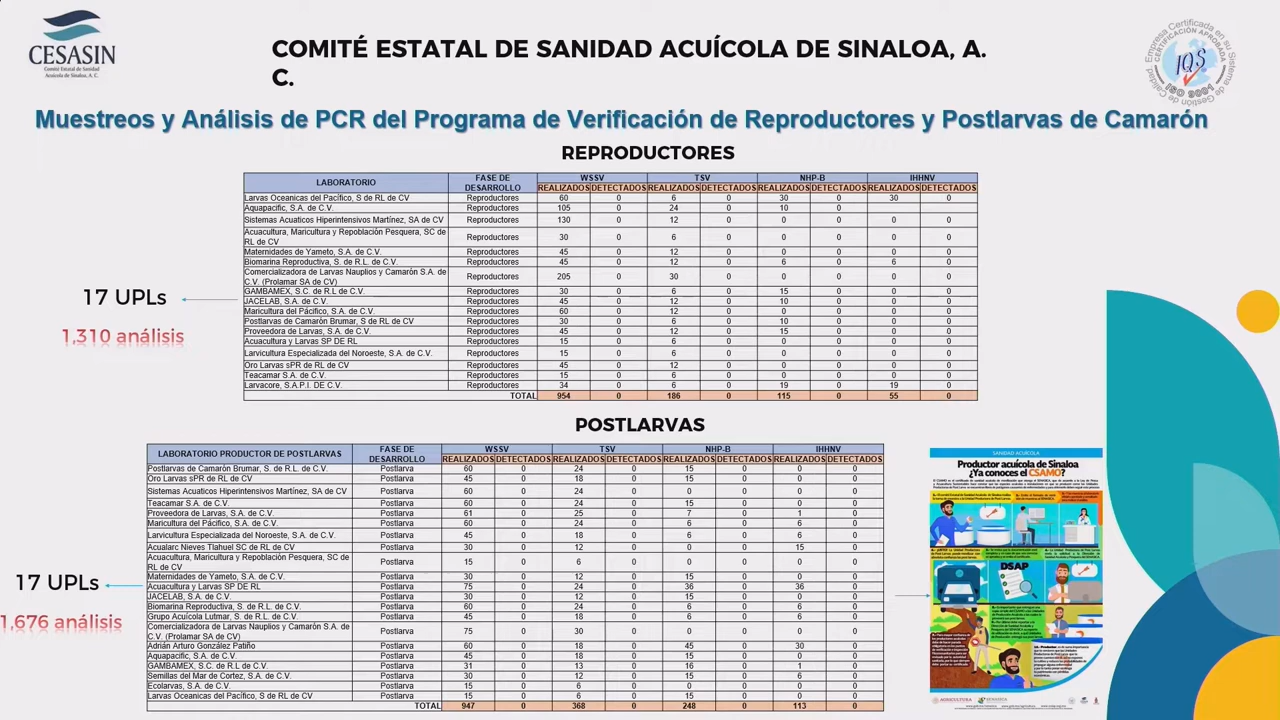 CESASIN
Comité Estatal de Sanidad
Acuícola de Sinaloa, A. C.
COMITÉ ESTATAL DE SANIDAD ACUÍCOLA DE SINALOA, A.
C.
Empresa Certificada en su Sistema de Gestión de Calidad.
CERTIFICACIÓN APROBADA
IQS
ISO 9001
Muestreos y Análisis de PCR del Programa de Verificación de Reproductores y Postlarvas de Camarón
REPRODUCTORES
LABORATORIO FASE DE DESARROLLO WSSV TSV NHP-B IHHNV
REALIZADOS DETECTADOS REALIZADOS DETECTADOS REALIZADOS DETECTADOS REALIZADOS DETECTADOS
Larvas Oceanicas del Pacífico, S de RL de CV Reproductores 60 0 6 0 30 0 30 0
Aquapacific, S.A. de C.V. Reproductores 105 0 24 0 10 0
Sistemas Acuaticos Hiperintensivos Martínez, SA de CV Reproductores 130 0 12 0 0 0 0 0
Acuacultura, Maricultura y Repoblación Pesquera, SC de RL de CV Reproductores 30 0 6 0 0 0 0 0
Maternidades de Yameto, S.A. de C.V. Reproductores 45 0 12 0 0 0 0 0
Biomarina Reproductiva, S. de R.L. de C.V. Reproductores 45 0 12 0 6 0 6 0
Comercializadora de Larvas Nauplios y Camarón S.A. de C.V. (Prolamar SA de CV) Reproductores 205 0 30 0 0 0 0 0
GAMBAMEX, S.C. de R.L de C.V. Reproductores 30 0 6 0 15 0 0 0
JACELAB, S.A. de C.V. Reproductores 45 0 12 0 10 0 0 0
Maricultura del Pácifico, S.A. de C.V. Reproductores 60 0 12 0 0 0 0 0
Postlarvas de Camarón Brumar, S de RL de CV Reproductores 30 0 6 0 10 0 0 0
Proveedora de Larvas, S.A. de C.V. Reproductores 45 0 12 0 15 0 0 0
Acuacultura y Larvas SP DE RL Reproductores 15 0 6 0 0 0 0 0
Larvicultura Especializada del Noroeste, S.A. de C.V. Reproductores 15 0 6 0 0 0 0 0
Oro Larvas sPR de RL de CV Reproductores 45 0 12 0 0 0 0 0
Teacamar S.A. de C.V. Reproductores 15 0 6 0 0 0 0 0
Larvacore, S.A.P.I. DE C.V. Reproductores 34 0 6 0 19 0 19 0
TOTAL 954 0 186 0 115 0 55 0
17 UPLs
1,310 análisis
POSTLARVAS
LABORATORIO PRODUCTOR DE POSTLARVAS FASE DE DESARROLLO WSSV TSV NHP-B IHHNV
REALIZADOS DETECTADOS REALIZADOS DETECTADOS REALIZADOS DETECTADOS REALIZADOS DETECTADOS
Postlarvas de Camarón Brumar, S. de R.L. de C.V. Postlarva 60 0 24 0 15 0 0 0
Oro Larvas sPR de RL de CV Postlarva 45 0 18 0 15 0 0 0
Sistemas Acuaticos Hiperintensivos Martínez, SA de CV Postlarva 60 0 24 0 0 0 0 0
Teacamar S.A. de C.V. Postlarva 60 0 24 0 15 0 0 0
Proveedora de Larvas, S.A. de C.V. Postlarva 61 0 25 0 7 0 1 0
Maricultura del Pácifico, S.A. de C.V. Postlarva 60 0 24 0 6 0 6 0
Larvicultura Especializada del Noroeste, S.A. de C.V. Postlarva 45 0 18 0 6 0 6 0
Acualarc Nieves Tlahuel SC de RL de CV Postlarva 30 0 12 0 0 0 15 0
Acuacultura, Maricultura y Repoblación Pesquera, SC de RL de CV Postlarva 15 0 6 0 0 0 0 0
Maternidades de Yameto, S.A. de C.V. Postlarva 30 0 12 0 15 0 0 0
Acuacultura y Larvas SP DE RL Postlarva 60 0 24 0 36 0 36 0
JACELAB, S.A. de C.V. Postlarva 30 0 12 0 15 0 0 0
Biomarina Reproductiva, S. de R.L. de C.V. Postlarva 60 0 24 0 6 0 6 0
Grupo Acuícola Lutmar, S. de R.L. de C.V. Postlarva 45 0 18 0 6 0 6 0
Comercializadora de Larvas Nauplios y Camarón S.A. de C.V. (Prolamar SA de CV) Postlarva 75 0 30 0 0 0 0 0
Adrián Arturo González Patiño Postlarva 60 0 18 0 45 0 30 0
Aquapacific, S.A. de C.V. Postlarva 45 0 18 0 15 0 0 0
GAMBAMEX, S.C. de R.L de C.V. Postlarva 31 0 13 0 16 0 1 0
Semillas del Mar de Cortez, S.A. de C.V. Postlarva 30 0 12 0 15 0 6 0
Ecolarvas, S.A. de C.V. Postlarva 15 0 6 0 0 0 0 0
Larvas Oceanicas del Pacífico, S de RL de CV Postlarva 15 0 6 0 15 0 0 0
TOTAL 947 0 368 0 248 0 113 0
17 UPLs
1,676 análisis
SANIDAD ACUÍCOLA
Productor acuícola de Sinaloa
¿Ya conoces el CSAMO?
DSAP
AGRICULTURA